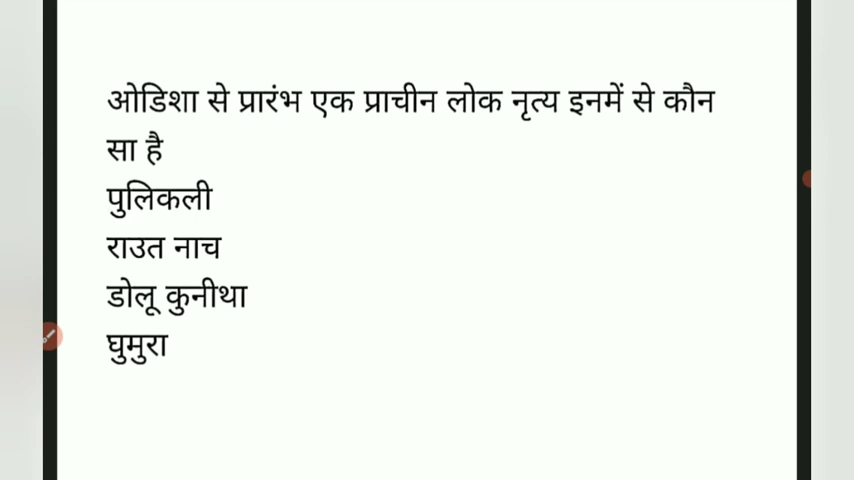 ओडिशा से प्रारंभ एक प्राचीन लोक नृत्य इनमें से कौन
सा है
पुलिकली
राउत नाच
डोलू कुनीथा
घुमुरा